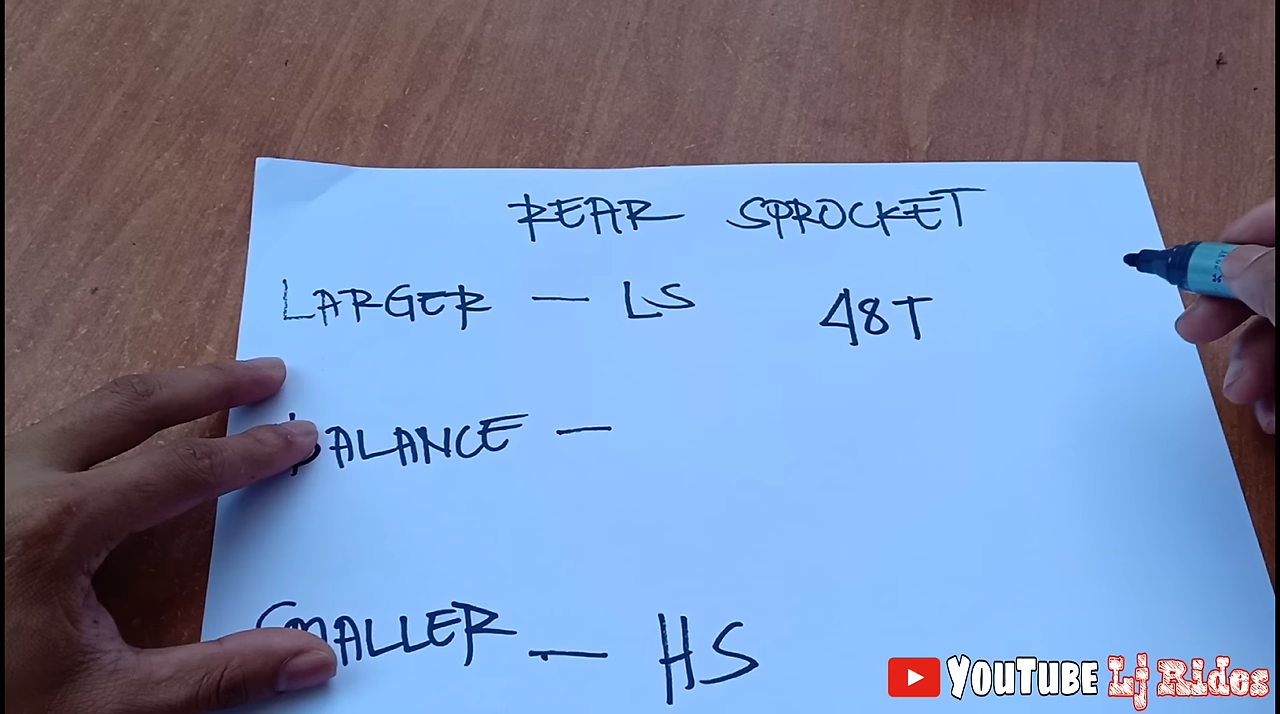 REAR SPROCKET
LARGER — LS 48T
BALANCE —
SMALLER — HS
YouTube Lj Rides